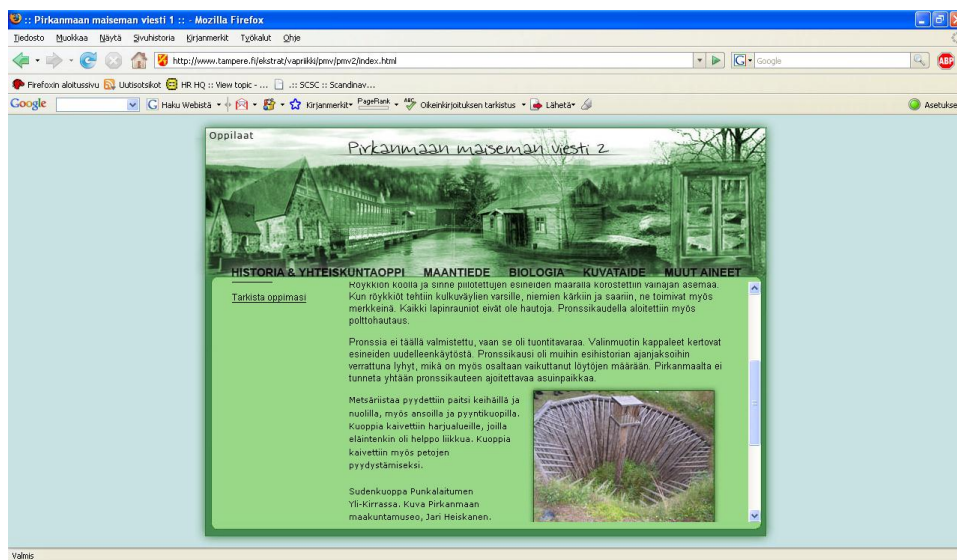 :: Pirkanmaan maiseman viesti 1 :: - Mozilla Firefox
Tiedosto Muokkaa Näytä Sivuhistoria Kirjanmerkit Työkalut Ohje
http://www.tampere.fi/ekstrat/vapriikki/pmv/pmv2/index.html
Google
ABP
Firefoxin aloitussivu Uutisotsikot HR HQ :: View topic - ... .:: SCSC :: Scandinav...
Google Haku Webistä Kirjanmerkit PageRank Oikeinkirjoituksen tarkistus Lähetä Asetukse
Oppilaat
Pirkanmaan maiseman viesti 2
HISTORIA & YHTEISKUNTAOPPI MAANTIEDE BIOLOGIA KUVATAIDE MUUT AINEET
Tarkista oppimasi
Röykkiön koolla ja sinne piilotettujen esineiden määrällä korostettiin vainajan asemaa.
Kun röykkiöt tehtiin kulkuväylien varsille, niemien kärkiin ja saariin, ne toimivat myös
merkkeinä. Kaikki lapinrauniot eivät ole hautoja. Pronssikaudella aloitettiin myös
polttohautaus.
Pronssia ei täällä valmistettu, vaan se oli tuontitavaraa. Valinmuotin kappaleet kertovat
esineiden uudelleenkäytöstä. Pronssikausi oli muihin esihistorian ajanjaksoihin
verrattuna lyhyt, mikä on myös osaltaan vaikuttanut löytöjen määrään. Pirkanmaalta ei
tunneta yhtään pronssikauteen ajoitettavaa asuinpaikkaa.
Metsäriistaa pyydettiin paitsi keihäillä ja
nuolilla, myös ansoilla ja pyyntikuopilla.
Kuoppia kaivettiin harjualueille, joilla
eläintenkin oli helppo liikkua. Kuoppia
kaivettiin myös petojen
pyydystämiseksi.
Sudenkuoppa Punkalaitumen
Yli-Kirrassa. Kuva Pirkanmaan
maakuntamuseo, Jari Heiskanen.
Valmis